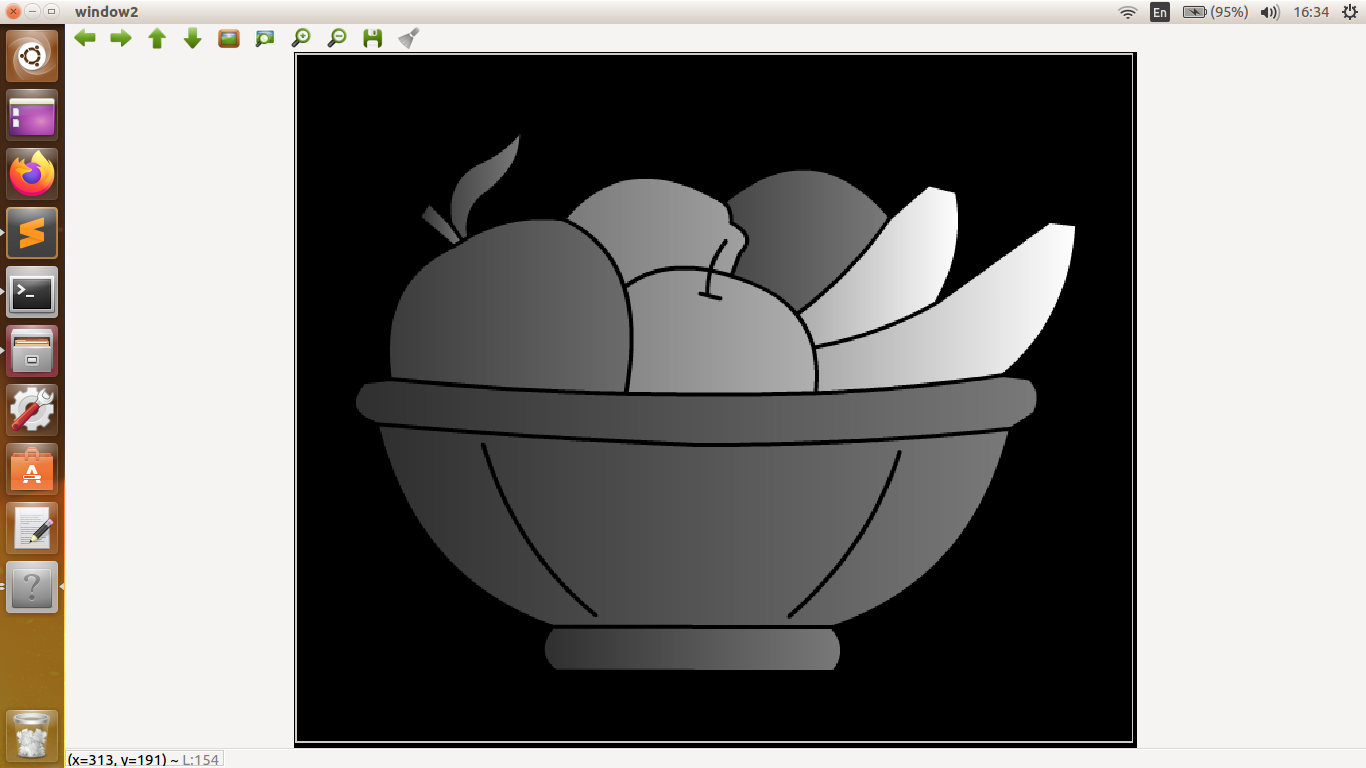 window2
En
(95%)
16:34
(x=313, y=191) ~ L:154